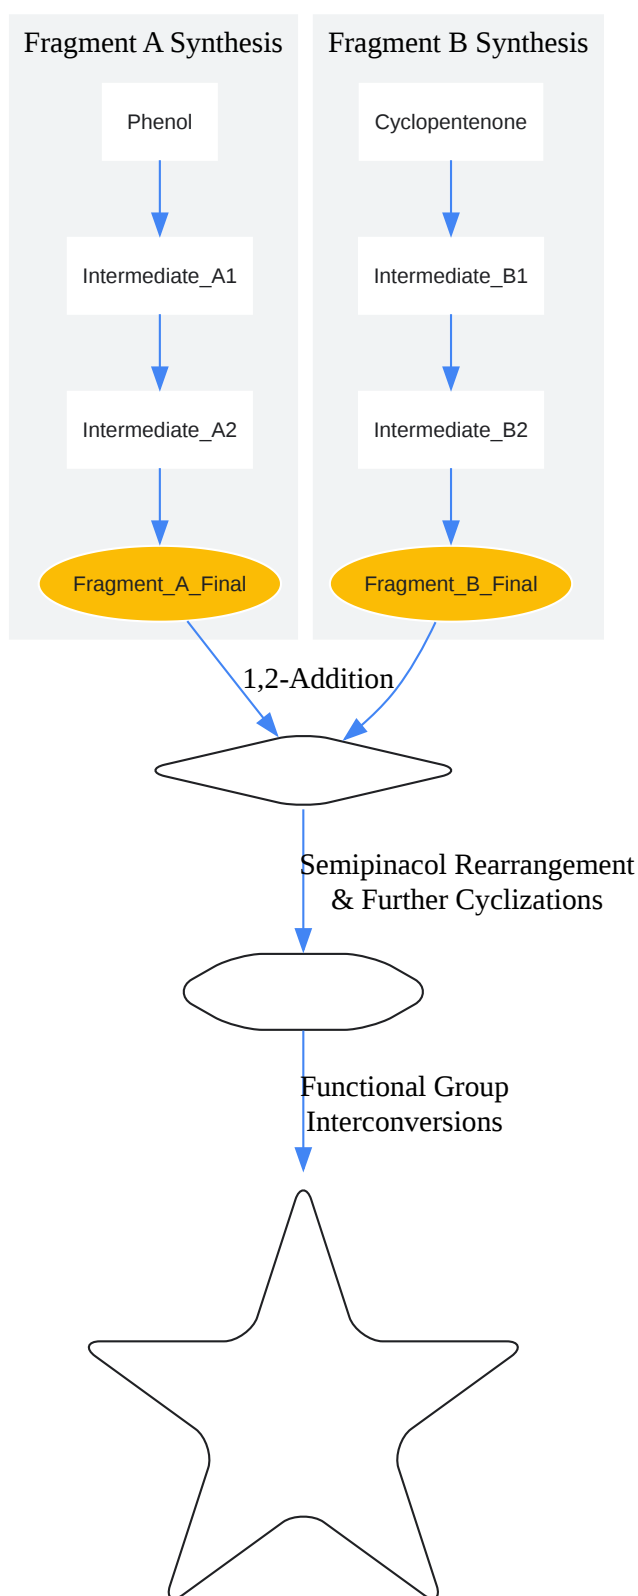 Fragment A Synthesis
Phenol
Intermediate_A1
Intermediate_A2
Fragment_A_Final
Fragment B Synthesis
Cyclopentenone
Intermediate_B1
Intermediate_B2
Fragment_B_Final
1,2-Addition
Semipinacol Rearrangement
& Further Cyclizations
Functional Group
Interconversions